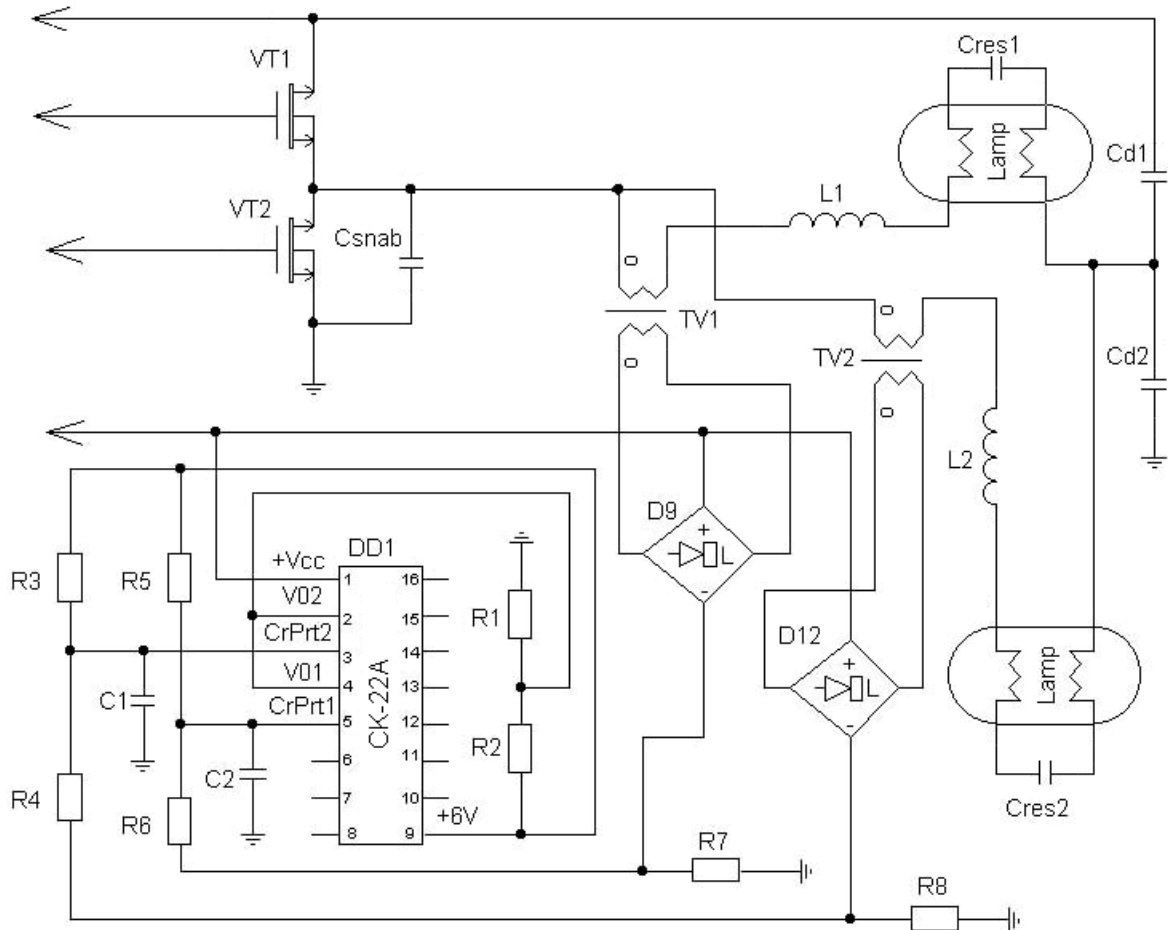 VT1
Cres1
Lamp
Cd1
VT2
L1
Csnab
O
TV1
O
O
TV2
Cd2
O
L2
D9
+
L
-
DD1
R3
R5
+Vcc
1
16
V02
2
15
R1
CrPrt2
3
14
D12
+
L
-
Lamp
V01
4
13
C1
CrPrt1
5
12
CK-22A
R2
6
11
C2
7
10
R4
R6
+6V
8
9
Cres2
R7
R8